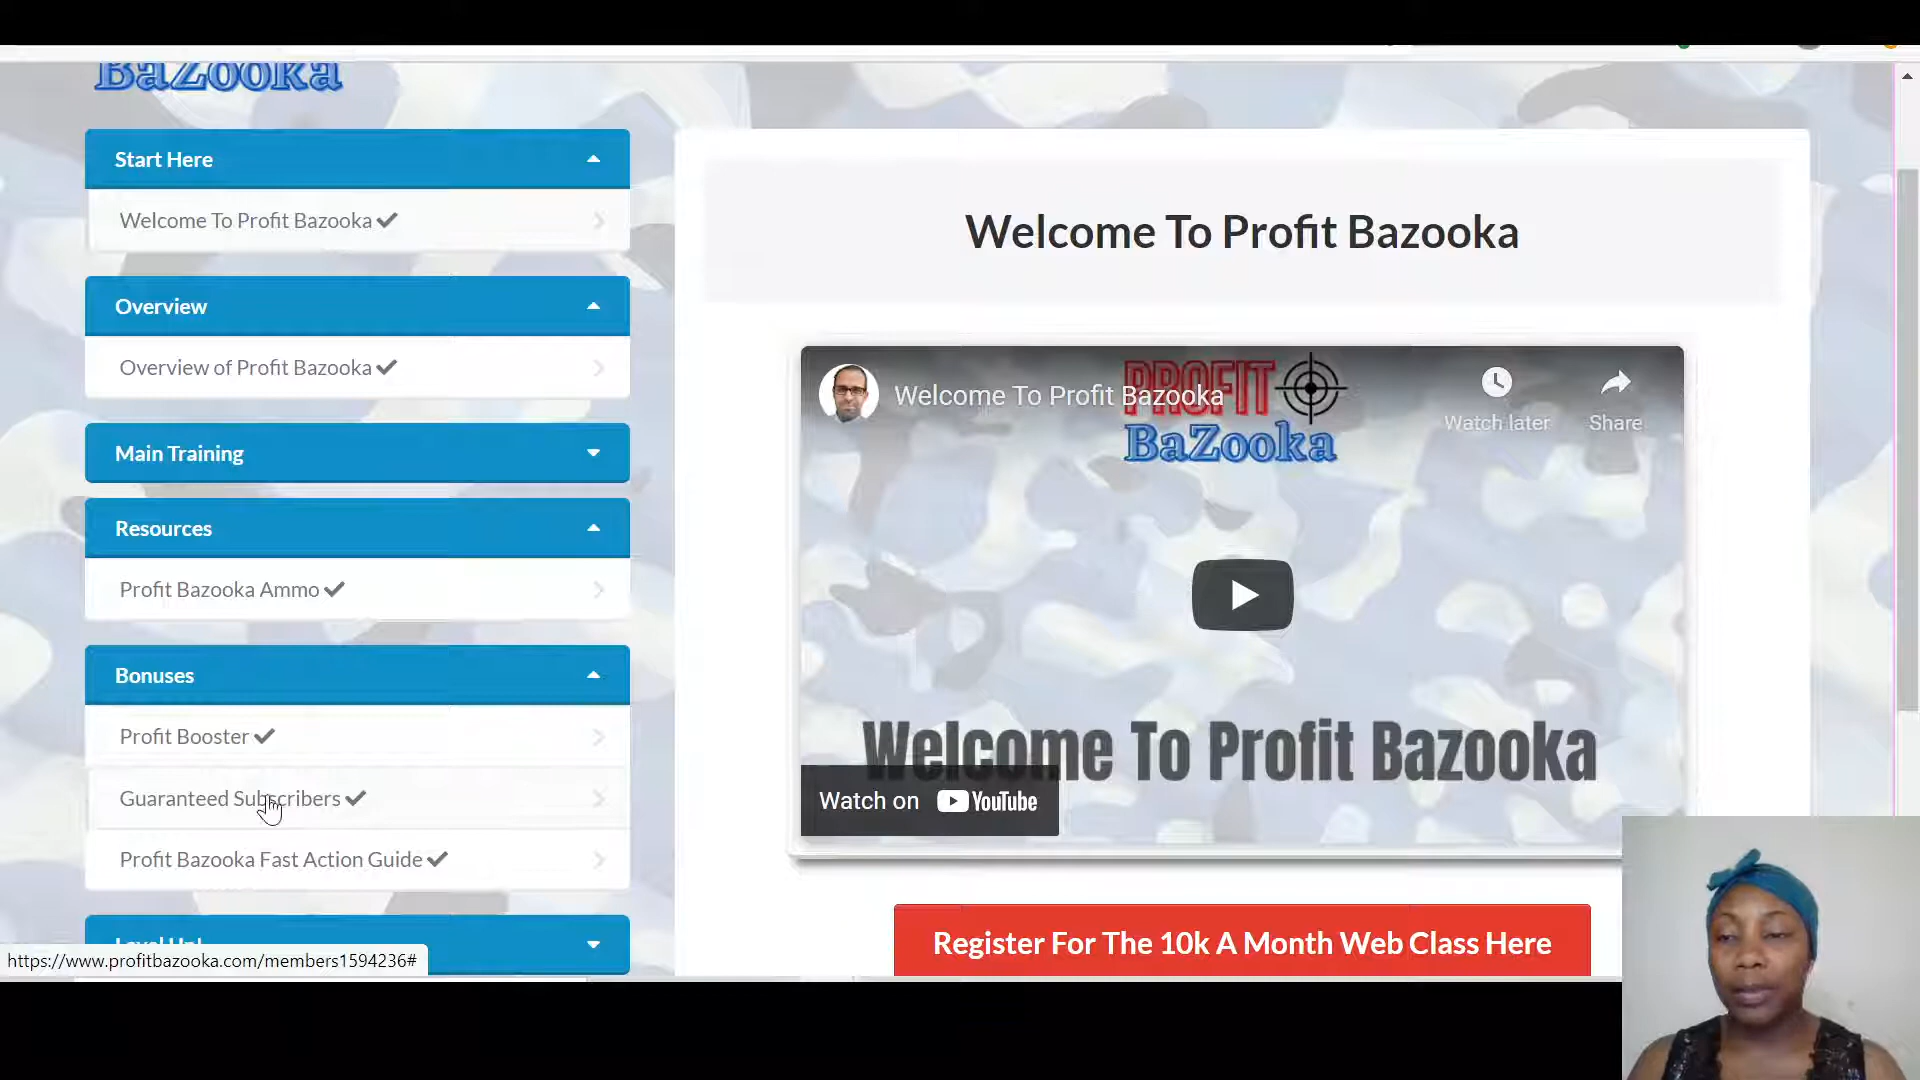 BaZooka
Start Here
Welcome To Profit Bazooka
Overview
Overview of Profit Bazooka
Main Training
Resources
Profit Bazooka Ammo
Bonuses
Profit Booster
Guaranteed Subscribers
Profit Bazooka Fast Action Guide
Level Up!
https://www.profitbazooka.com/members1594236#
Welcome To Profit Bazooka
PROFIT
BaZooka
Welcome To Profit Bazooka
Watch later
Share
Welcome To Profit Bazooka
Watch on YouTube
Register For The 10k A Month Web Class Here